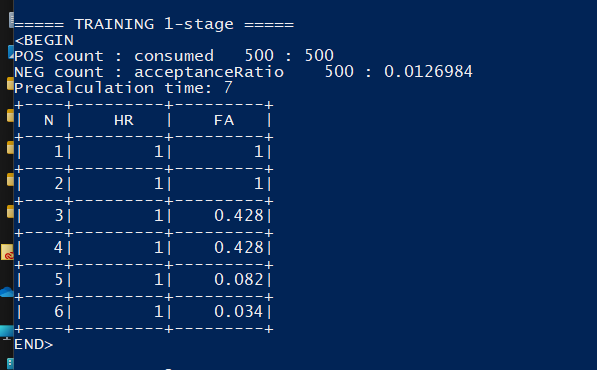 ===== TRAINING 1-stage =====
<BEGIN
POS count : consumed   500 : 500
NEG count : acceptanceRatio    500 : 0.0126984
Precalculation time: 7
+----+---------+---------+
|  N |    HR   |    FA   |
+----+---------+---------+
|   1|        1|        1|
+----+---------+---------+
|   2|        1|        1|
+----+---------+---------+
|   3|        1|    0.428|
+----+---------+---------+
|   4|        1|    0.428|
+----+---------+---------+
|   5|        1|    0.082|
+----+---------+---------+
|   6|        1|    0.034|
+----+---------+---------+
END>